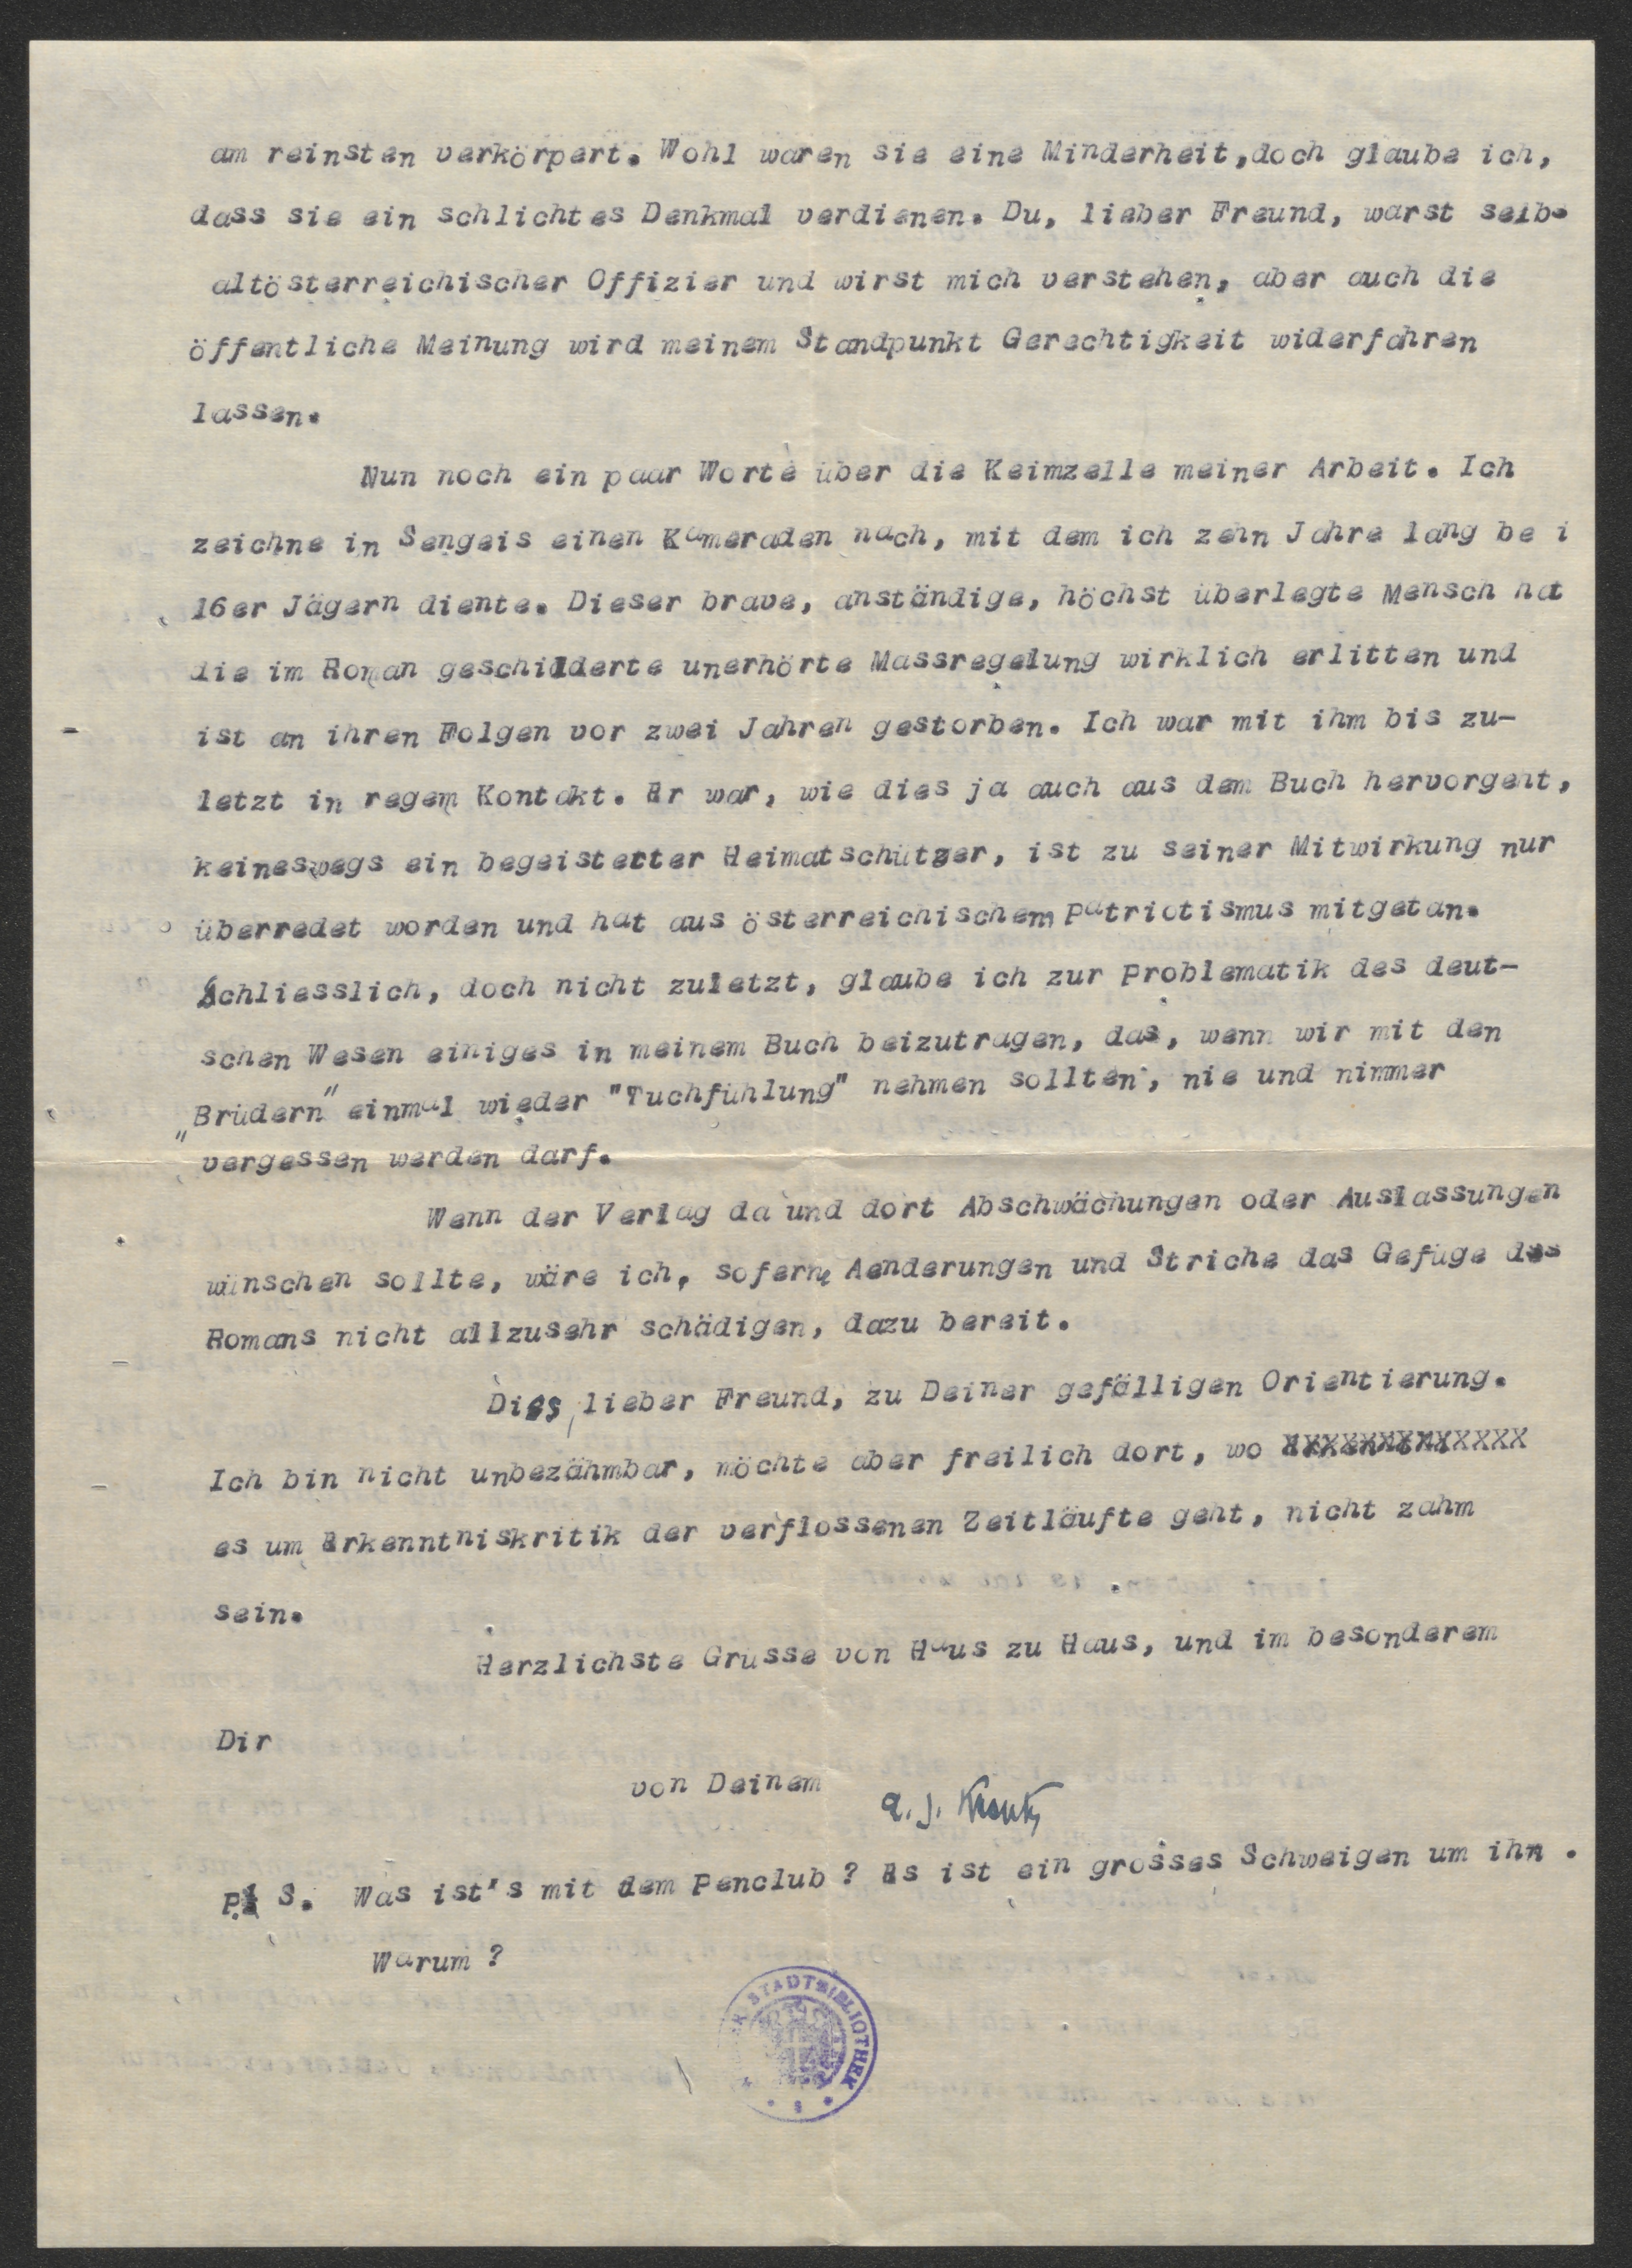 am reinsten verkörpert. Wohl waren sie eine Minderheit,doch glaube ich,
dass sie ein schlichtes Denkmal verdienen. Du, lieber Freund, warst selbs
altösterreichischer Offizier und wirst mich verstehen, aber auch die
öffentliche Meinung wird meinem Standpunkt Gerechtigkeit widerfahren
lassen.
Nun noch ein paar Worte über die Keimzelle meiner Arbeit. Ich
zeichne in Sengeis einen Kameraden nach, mit dem ich zehn Jahre lang be i
16er Jägern diente. Dieser brave, anständige, höchst überlegte Mensch hat
die im Roman geschilderte unerhörte Massregelung wirklich erlitten und
ist an ihren Folgen vor zwei Jahren gestorben. Ich war mit ihm bis zu-
letzt in regem Kontakt. Er war, wie dies ja auch aus dem Buch hervorgeht,
keineswegs ein begeisterter Heimatschützer, ist zu seiner Mitwirkung nur
überredet worden und hat aus österreichischem Patriotismus mitgetan.
Schliesslich, doch nicht zuletzt, glaube ich zur Problematik des deut-
schen Wesen einiges in meinem Buch beizutragen, das, wenn wir mit den
"Brüdern" einmal wieder "Tuchfühlung" nehmen sollten, nie und nimmer
vergessen werden darf.
Wenn der Verlag da und dort Abschwächungen oder Auslassungen
wünschen sollte, wäre ich, sofern Aenderungen und Striche das Gefüge des
Romans nicht allzusehr schädigen, dazu bereit.
Dies, lieber Freund, zu Deiner gefälligen Orientierung.
Ich bin nicht unbezähmbar, möchte aber freilich dort, wo
es um Erkenntniskritik der verflossenen Zeitläufte geht, nicht zahm
sein.
Herzlichste Grüsse von Haus zu Haus, und im besonderem
Dir
von Deinem
P. S. Was ist's mit dem Penclub ? Es ist ein grosses Schweigen um ihn .
Warum ?
STADTBIBLIOTHEK